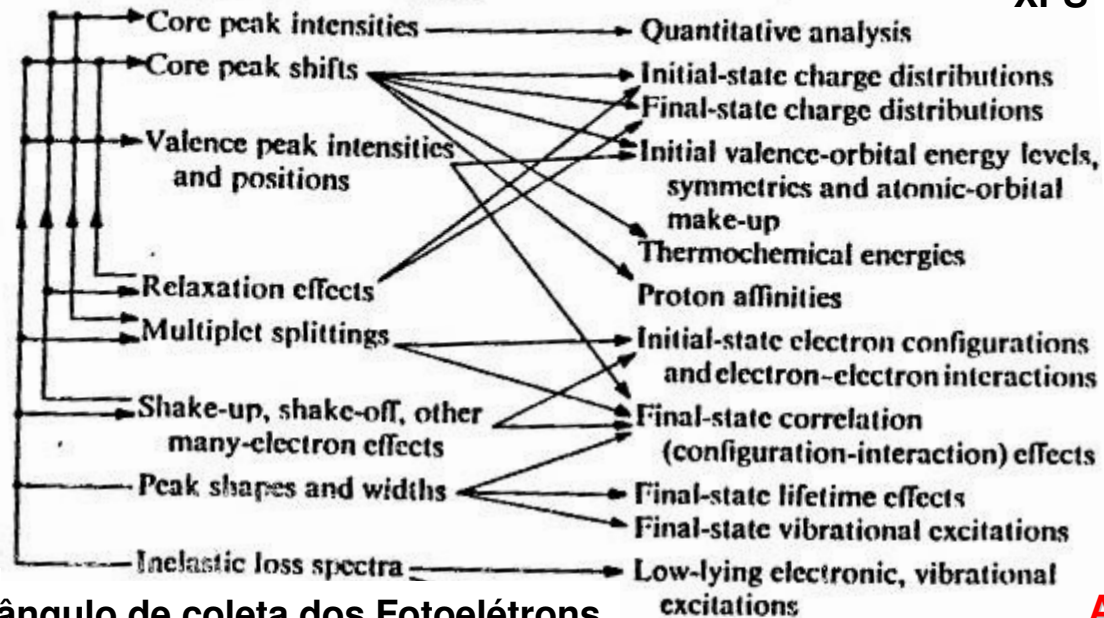 XPS
Core peak intensities
Quantitative analysis
Core peak shifts
Initial-state charge distributions
Final-state charge distributions
Valence peak intensities
and positions
Initial valence-orbital energy levels,
symmetries and atomic-orbital
make-up
Thermochemical energies
Relaxation effects
Proton affinities
Multiplet splittings
Initial-state electron configurations
and electron-electron interactions
Shake-up, shake-off, other
many-electron effects
Final-state correlation
(configuration-interaction) effects
Peak shapes and widths
Final-state lifetime effects
Final-state vibrational excitations
Inelastic loss spectra
Low-lying electronic, vibrational
excitations
ângulo de coleta dos Fotoelétrons